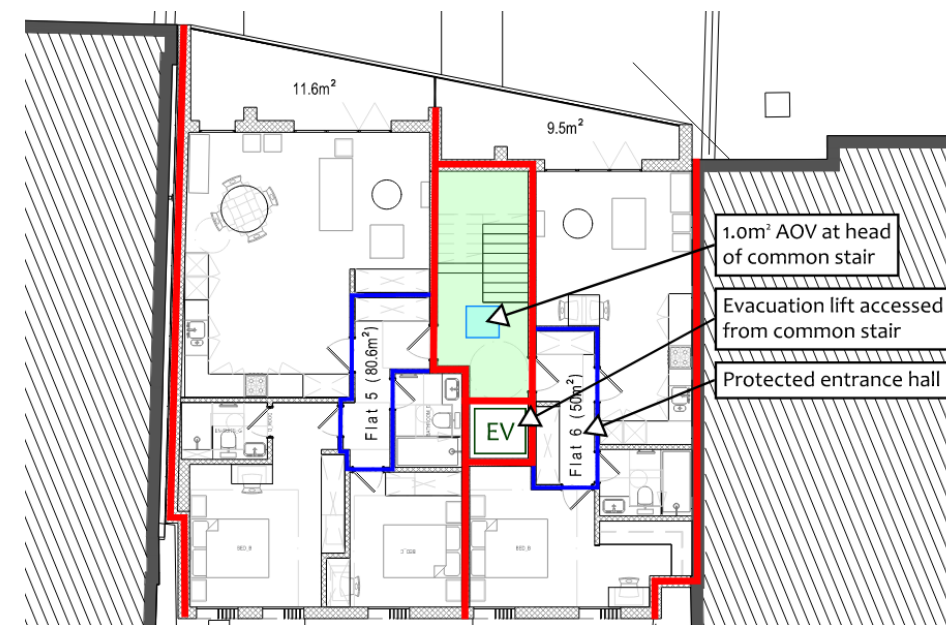 11.6m²
9.5m²
1.0m² AOV at head
of common stair
Evacuation lift accessed
from common stair
Protected entrance hall
Flat 5 (80.6m²)
Flat 6 (50m²)
EV